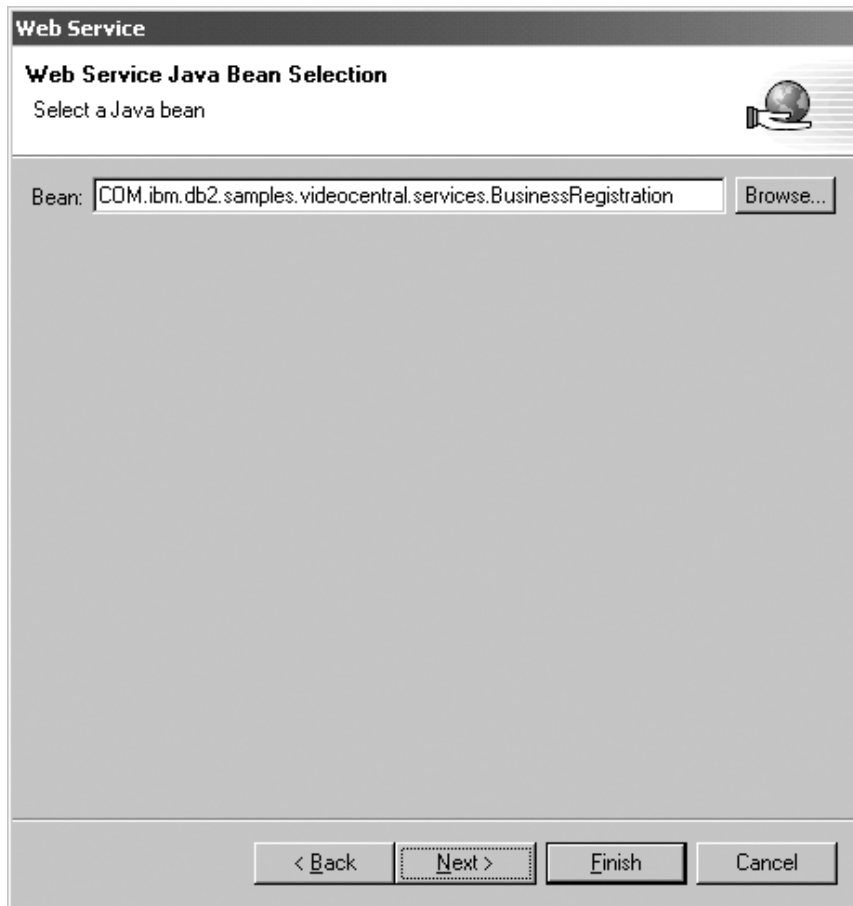 Web Service
Web Service Java Bean Selection
Select a Java bean
Bean: COM.ibm.db2.samples.videocentral.services.BusinessRegistration Browse...
< Back Next > Finish Cancel